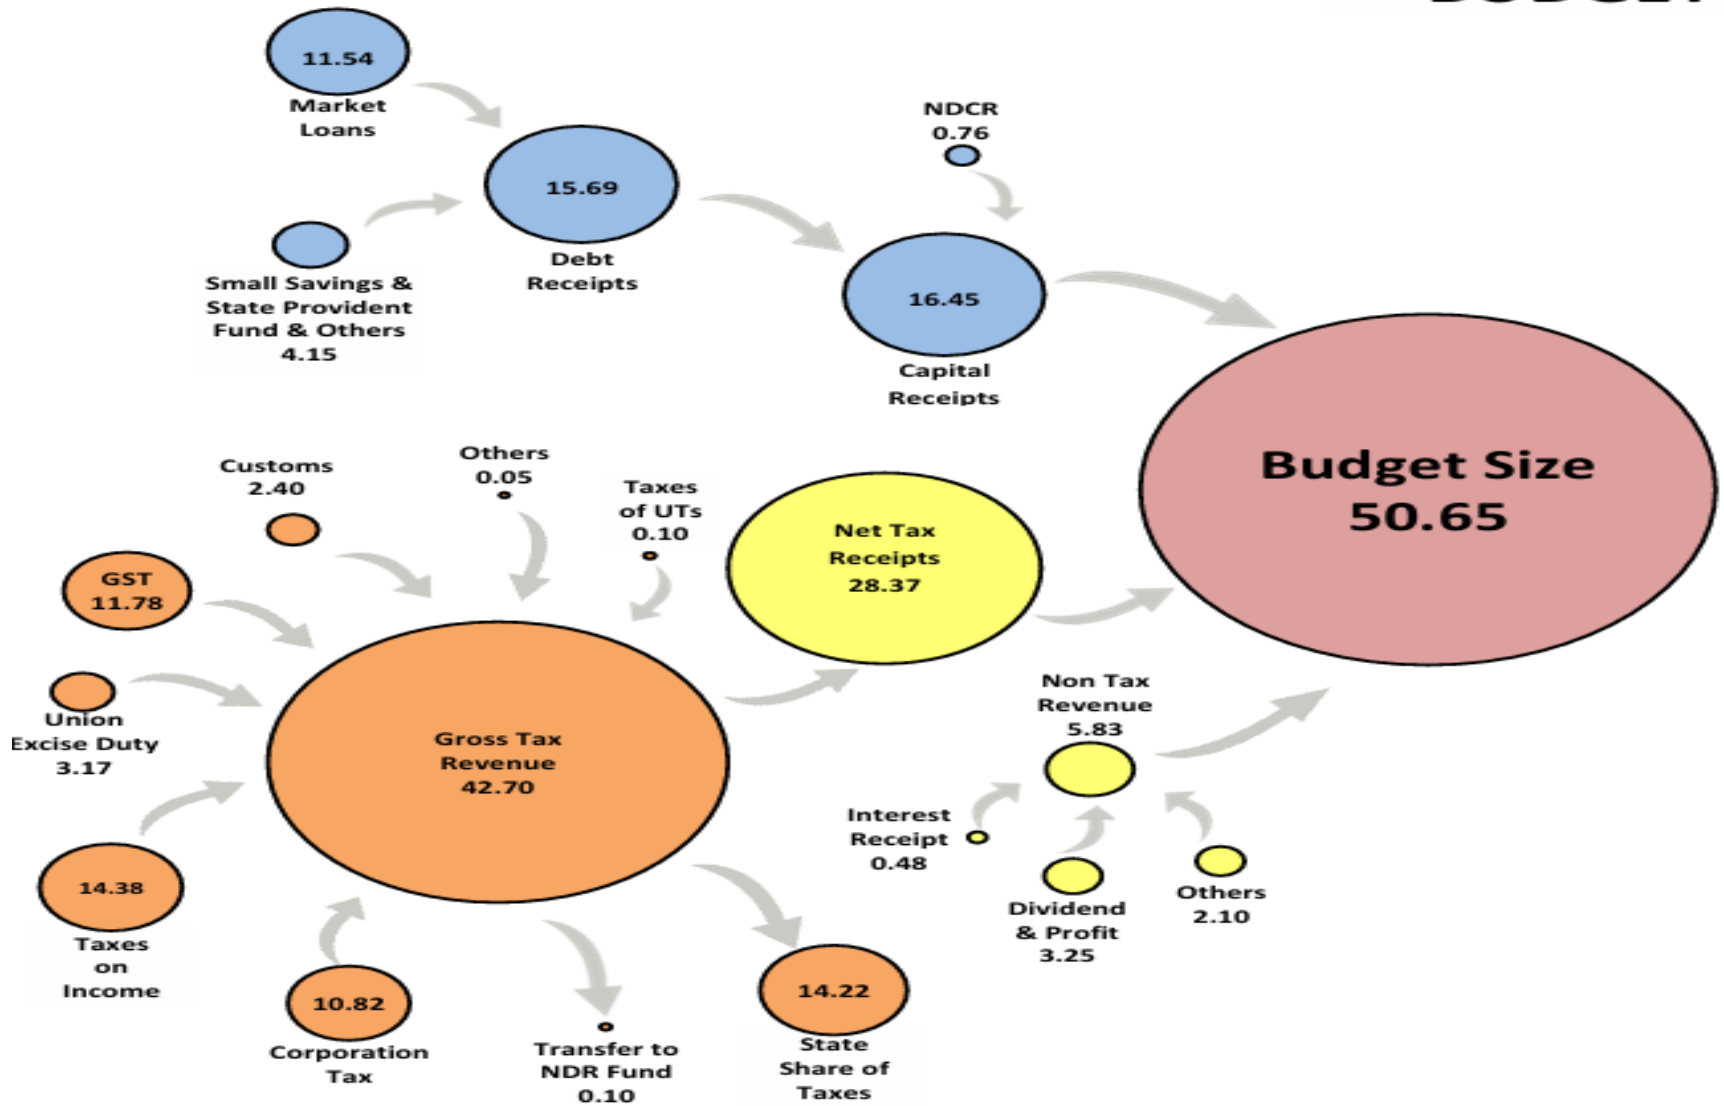 11.54
Market
Loans
NDCR
0.76
15.69
Debt
Receipts
Small Savings &
State Provident
Fund & Others
4.15
16.45
Capital
Receipts
Budget Size
50.65
Customs
2.40
Others
0.05
Taxes
of UTs
0.10
Net Tax
Receipts
28.37
GST
11.78
Union
Excise Duty
3.17
Gross Tax
Revenue
42.70
Non Tax
Revenue
5.83
Interest
Receipt
0.48
Dividend
& Profit
3.25
Others
2.10
14.38
Taxes
on
Income
10.82
Corporation
Tax
Transfer to
NDR Fund
0.10
14.22
State
Share of
Taxes